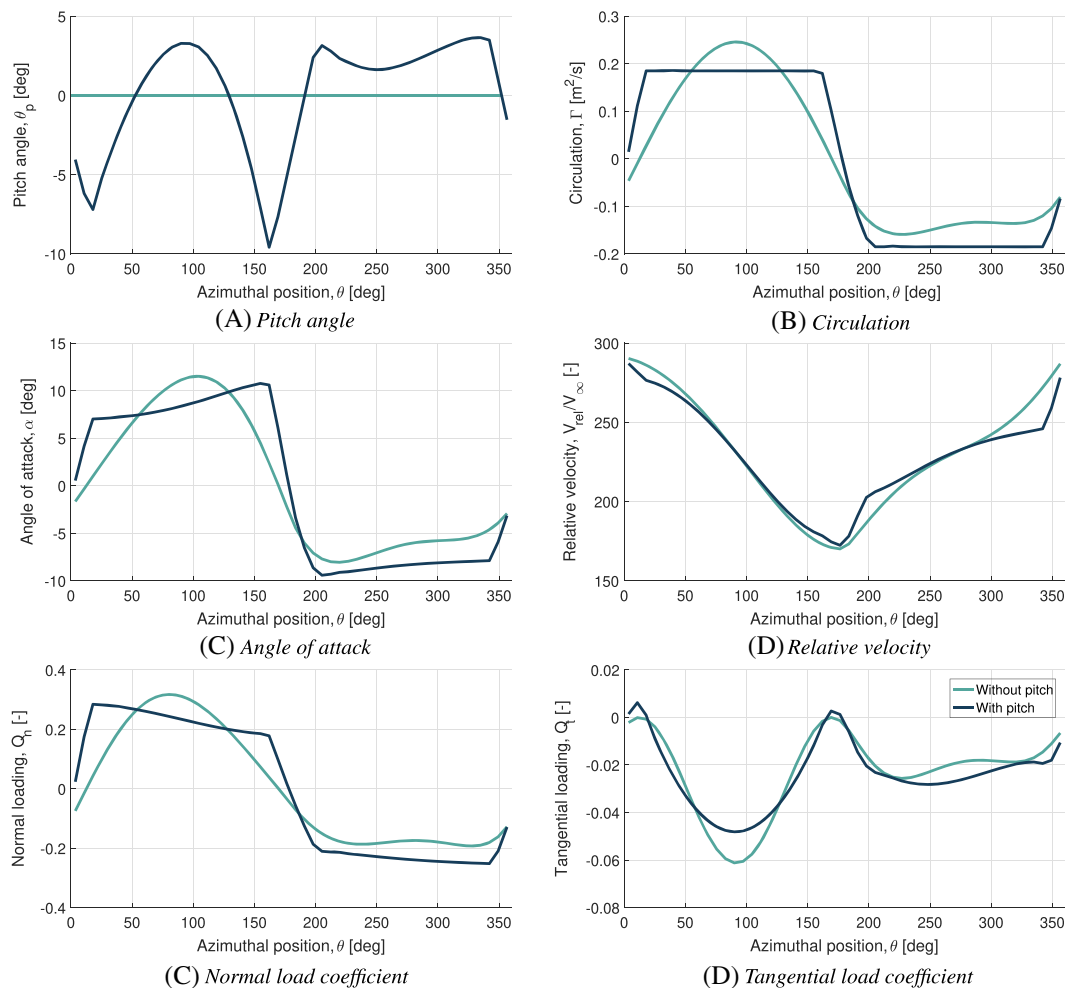 5
0
-5
-10
Pitch angle, θp [deg]
0 50 100 150 200 250 300 350
Azimuthal position, θ [deg]
(A) Pitch angle
0.3
0.2
0.1
0
-0.1
-0.2
Circulation, Γ [m2/s]
0 50 100 150 200 250 300 350
Azimuthal position, θ [deg]
(B) Circulation
15
10
5
0
-5
-10
Angle of attack, α [deg]
0 50 100 150 200 250 300 350
Azimuthal position, θ [deg]
(C) Angle of attack
300
250
200
150
Relative velocity, Vrel/V∞ [-]
0 50 100 150 200 250 300 350
Azimuthal position, θ [deg]
(D) Relative velocity
0.4
0.2
0
-0.2
-0.4
Normal loading, Qn [-]
0 50 100 150 200 250 300 350
Azimuthal position, θ [deg]
(C) Normal load coefficient
0.02
0
-0.02
-0.04
-0.06
-0.08
Tangential loading, Qt [-]
Without pitch
With pitch
0 50 100 150 200 250 300 350
Azimuthal position, θ [deg]
(D) Tangential load coefficient